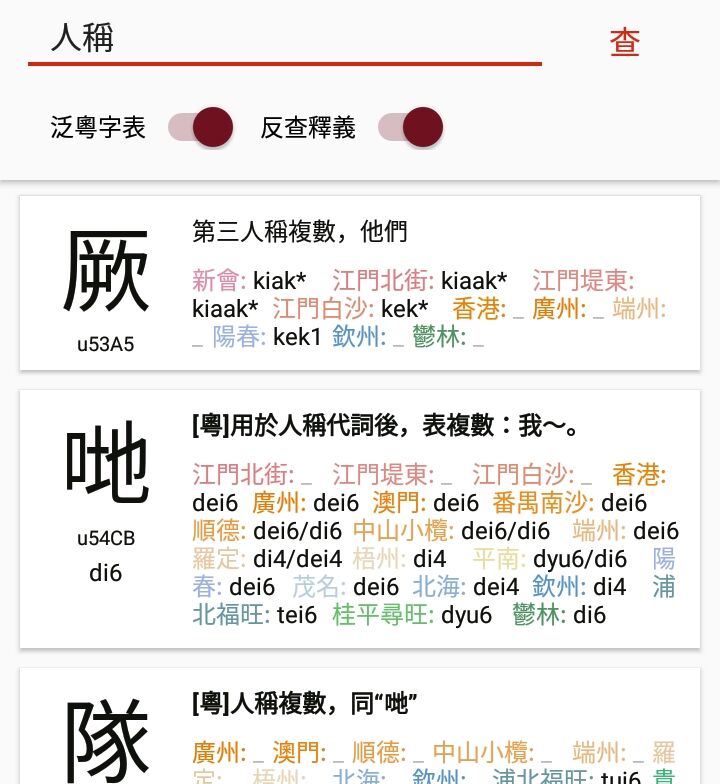 人稱
查
泛粵字表 反查釋義
厥
u53A5
第三人稱複數，他們
新會: kiak* 江門北街: kiaak* 江門堤東:
kiaak* 江門白沙: kek* 香港: _ 廣州: _ 端州:
_ 陽春: kek1 欽州: _ 鬱林: _
哋
u54CB
di6
[粵]用於人稱代詞後，表複數：我～。
江門北街: _ 江門堤東: _ 江門白沙: _ 香港:
dei6 廣州: dei6 澳門: dei6 番禺南沙: dei6
順德: dei6/di6 中山小欖: dei6/di6 端州: dei6
羅定: di4/dei4 梧州: di4 平南: dyu6/di6 陽
春: dei6 茂名: dei6 北海: dei4 欽州: di4 浦
北福旺: tei6 桂平尋旺: dyu6 鬱林: di6
隊
[粵]人稱複數，同“哋”
廣州: _ 澳門: _ 順德: _ 中山小欖: _ 端州: _ 羅
定: _ 梧州: _ 北海: _ 欽州: _ 浦北福旺: tui6 貴